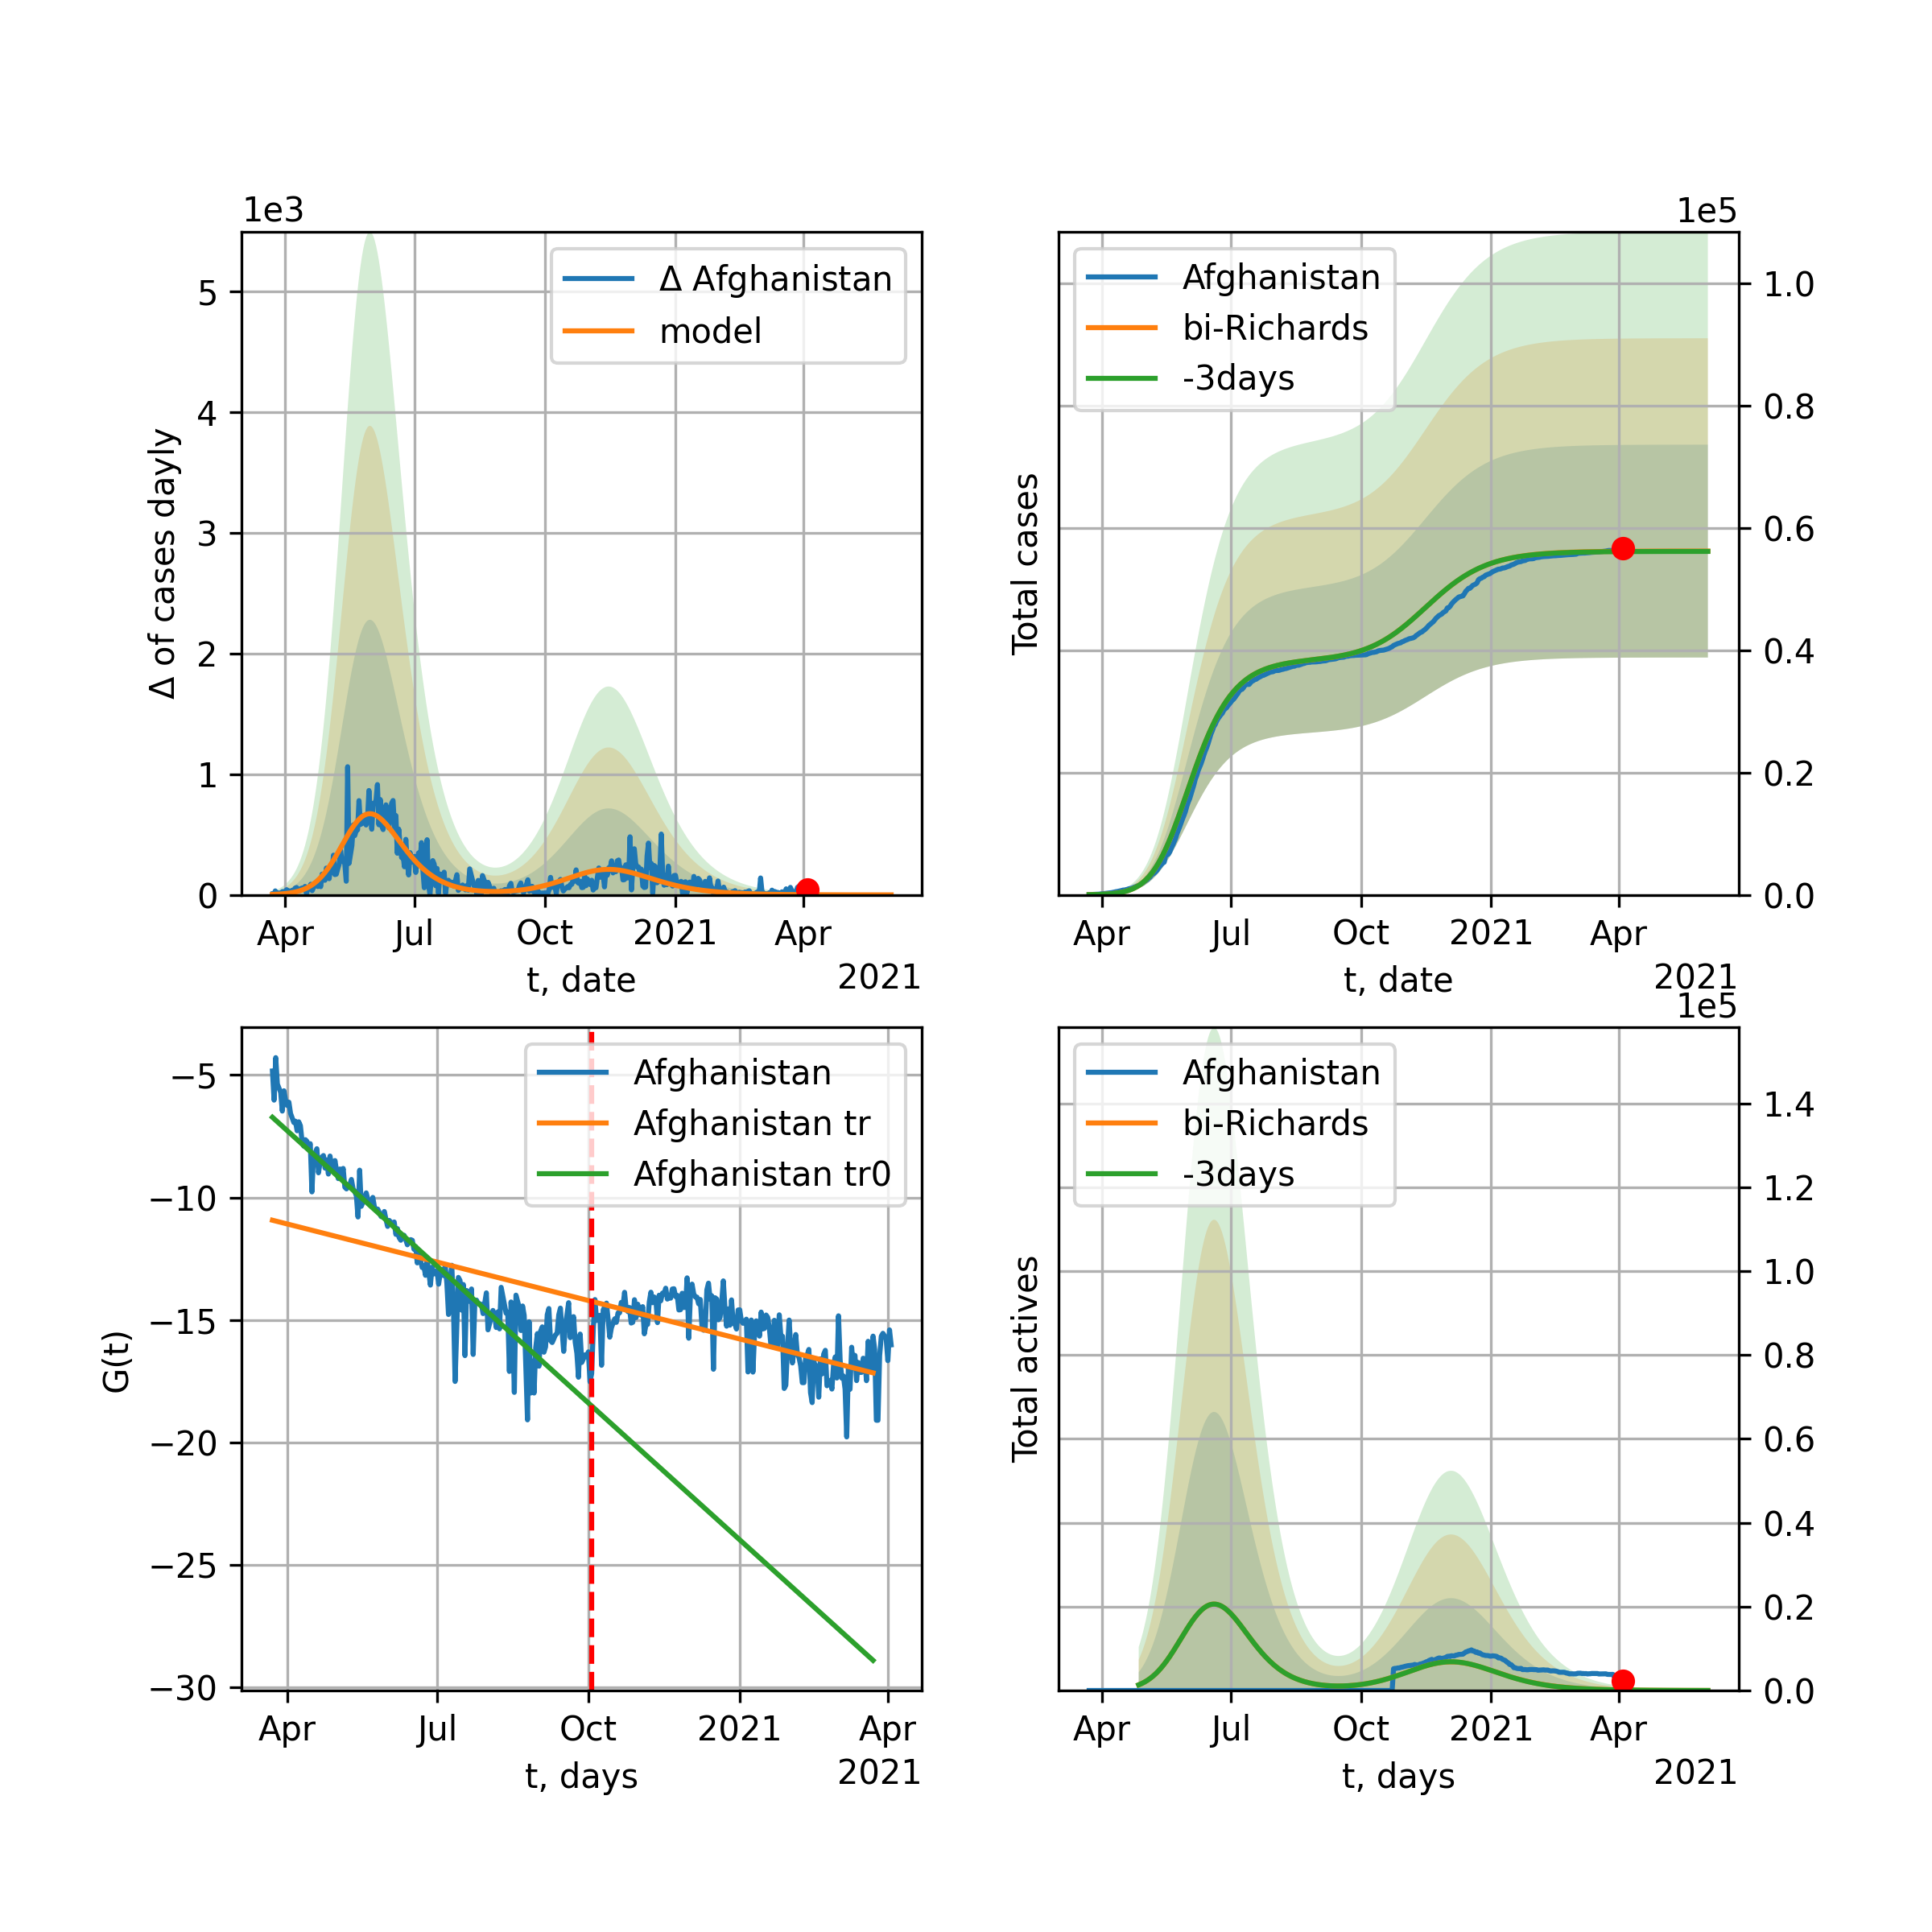 1e3
Δ of cases dayly
5
4
3
2
1
0
Δ Afghanistan
model
Apr Jul Oct 2021 Apr
t, date
2021
1e5
Total cases
Afghanistan
bi-Richards
-3days
1.0
0.8
0.6
0.4
0.2
0.0
Apr Jul Oct 2021 Apr
t, date
2021
G(t)
−5
−10
−15
−20
−25
−30
Afghanistan
Afghanistan tr
Afghanistan tr0
Apr Jul Oct 2021 Apr
t, days
2021
1e5
Total actives
Afghanistan
bi-Richards
-3days
1.4
1.2
1.0
0.8
0.6
0.4
0.2
0.0
Apr Jul Oct 2021 Apr
t, days
2021